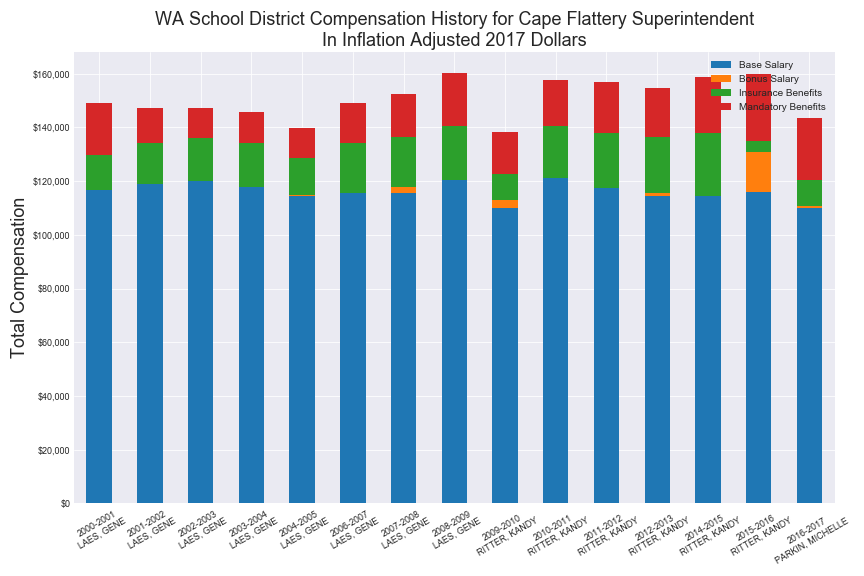 WA School District Compensation History for Cape Flattery Superintendent
In Inflation Adjusted 2017 Dollars
Base Salary
Bonus Salary
Insurance Benefits
Mandatory Benefits
Total Compensation
$160,000
$140,000
$120,000
$100,000
$80,000
$60,000
$40,000
$20,000
$0
2000-2001
LAES, GENE
2001-2002
LAES, GENE
2002-2003
LAES, GENE
2003-2004
LAES, GENE
2004-2005
LAES, GENE
2006-2007
LAES, GENE
2007-2008
LAES, GENE
2008-2009
LAES, GENE
2009-2010
RITTER, KANDY
2010-2011
RITTER, KANDY
2011-2012
RITTER, KANDY
2012-2013
RITTER, KANDY
2014-2015
RITTER, KANDY
2015-2016
RITTER, KANDY
2016-2017
PARKIN, MICHELLE